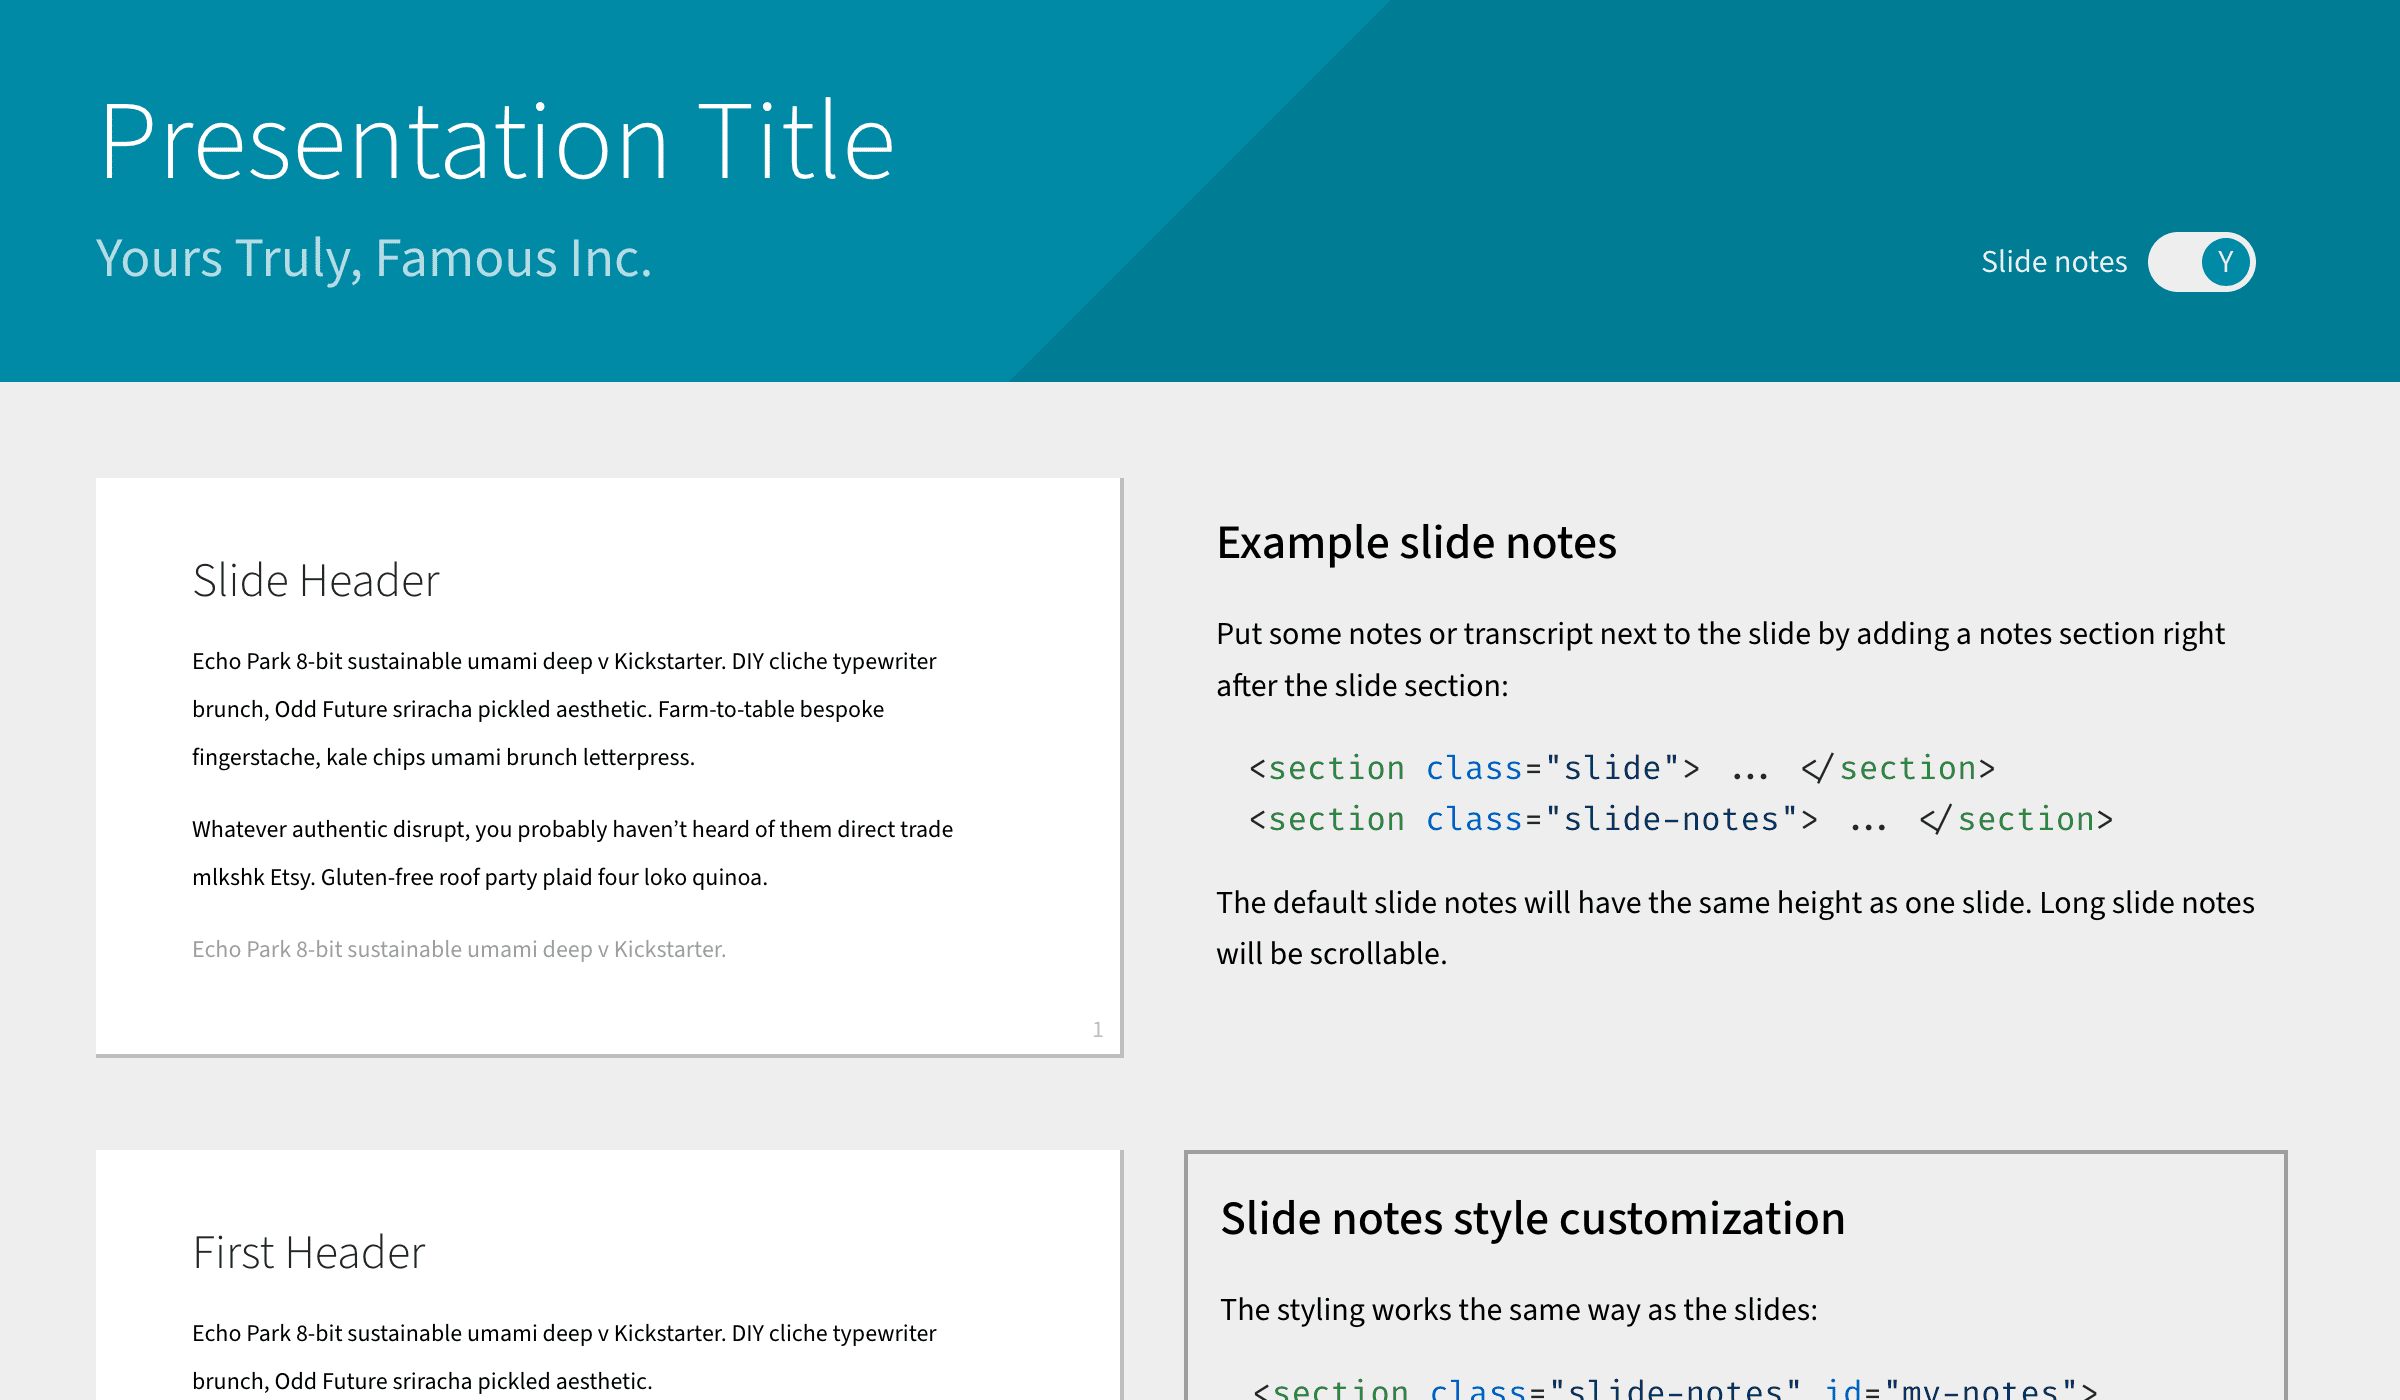 Presentation Title
Yours Truly, Famous Inc.
Slide notes Y
Slide Header
Echo Park 8-bit sustainable umami deep v Kickstarter. DIY cliche typewriter
brunch, Odd Future sriracha pickled aesthetic. Farm-to-table bespoke
fingerstache, kale chips umami brunch letterpress.
Whatever authentic disrupt, you probably haven’t heard of them direct trade
mlkshk Etsy. Gluten-free roof party plaid four loko quinoa.
Echo Park 8-bit sustainable umami deep v Kickstarter.
1
Example slide notes
Put some notes or transcript next to the slide by adding a notes section right
after the slide section:
<section class="slide"> ... </section>
<section class="slide-notes"> ... </section>
The default slide notes will have the same height as one slide. Long slide notes
will be scrollable.
First Header
Echo Park 8-bit sustainable umami deep v Kickstarter. DIY cliche typewriter
brunch, Odd Future sriracha pickled aesthetic.
Slide notes style customization
The styling works the same way as the slides:
<section class="slide-notes" id="my-notes">